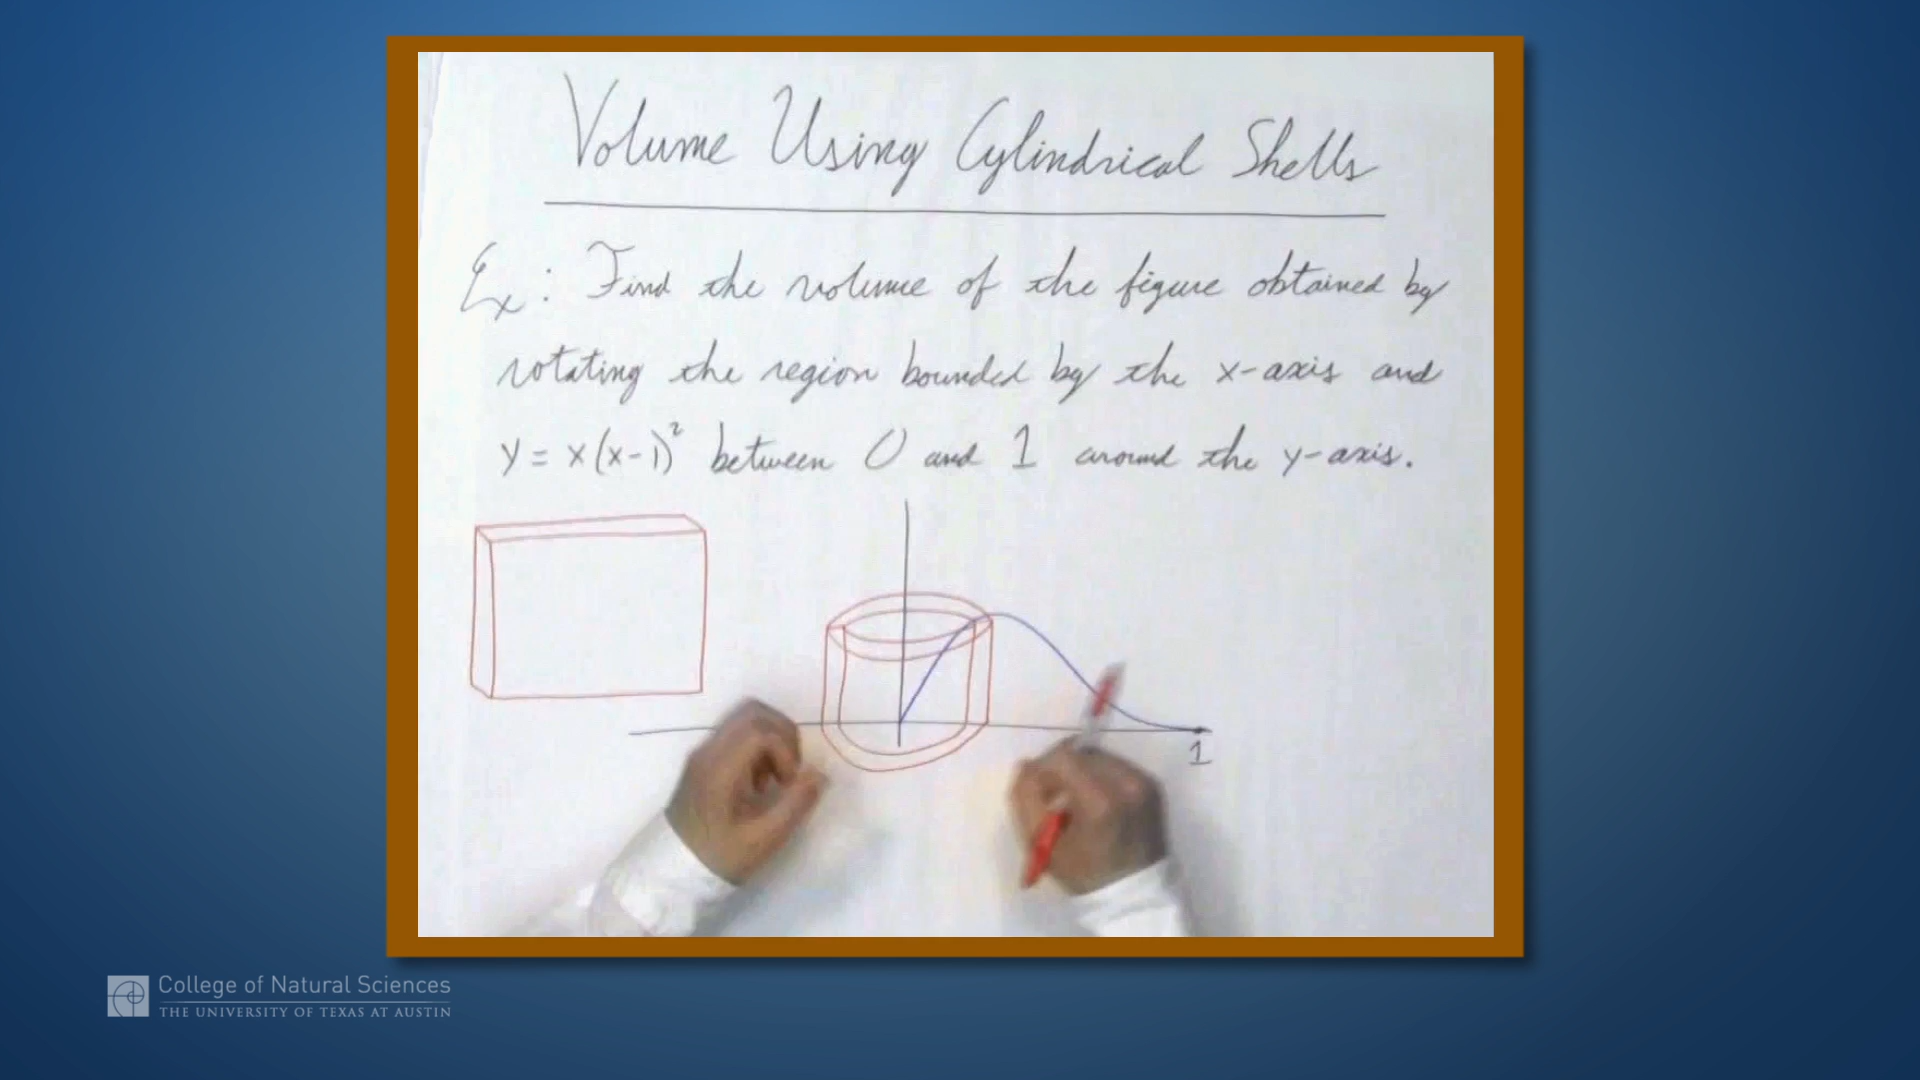 Volume Using Cylindrical Shells
Ex: Find the volume of the figure obtained by
rotating the region bounded by the x-axis and
y = x(x-1)² between 0 and 1 around the y-axis.
1
College of Natural Sciences
THE UNIVERSITY OF TEXAS AT AUSTIN